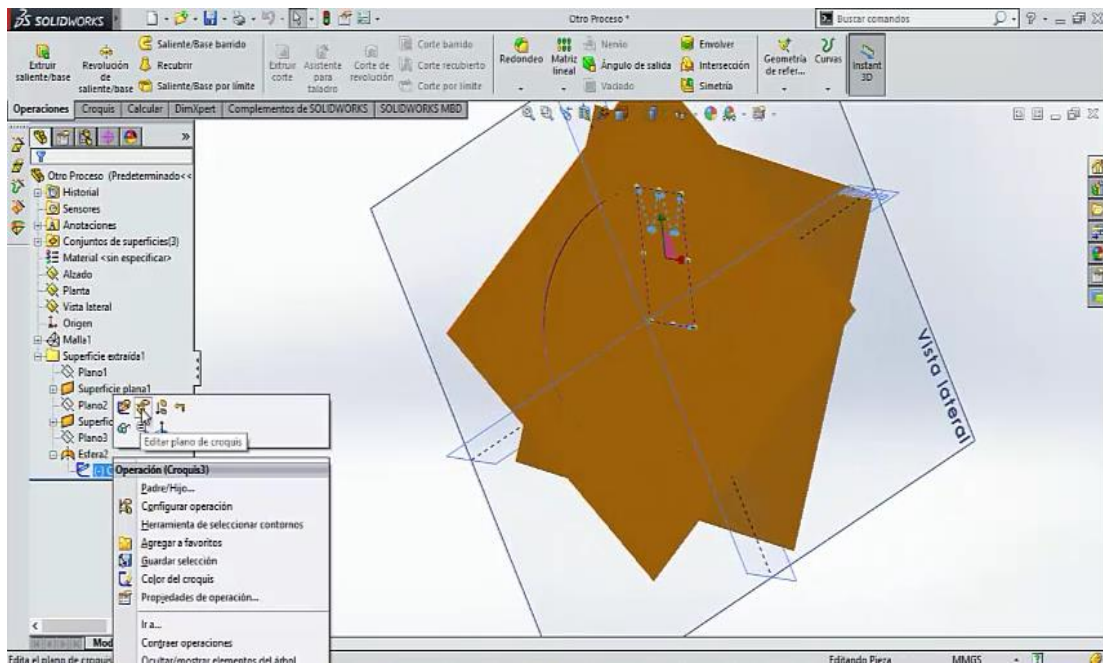 SOLIDWORKS
Otro Proceso *
Buscar comandos
Extruir saliente/base
Revolución de saliente/base
Saliente/Base barrido
Recubrir
Saliente/Base por límite
Extruir corte
Asistente para taladro
Corte de revolución
Corte barrido
Corte recubierto
Corte por límite
Redondeo
Matriz lineal
Nervio
Ángulo de salida
Vaciado
Envolver
Intersección
Simetría
Geometría de refer...
Curvas
Instant 3D
Operaciones Croquis Calcular DimXpert Complementos de SOLIDWORKS SOLIDWORKS MBD
Otro Proceso (Predeterminado<<
Historial
Sensores
Anotaciones
Conjuntos de superficies(3)
Material <sin especificar>
Alzado
Planta
Vista lateral
Origen
Malla1
Superficie extraída1
Plano1
Superficie plana1
Plano2
Superfic
Plano3
Esfera2
(-) C
Editar plano de croquis
Operación (Croquis3)
Padre/Hijo...
Configurar operación
Herramienta de seleccionar contornos
Agregar a favoritos
Guardar selección
Color del croquis
Propiedades de operación...
Ir a...
Contraer operaciones
Ocultar/mostrar elementos del árbol
Vista lateral
Mod
Edita el plano de croquis
Editando Pieza
MMGS